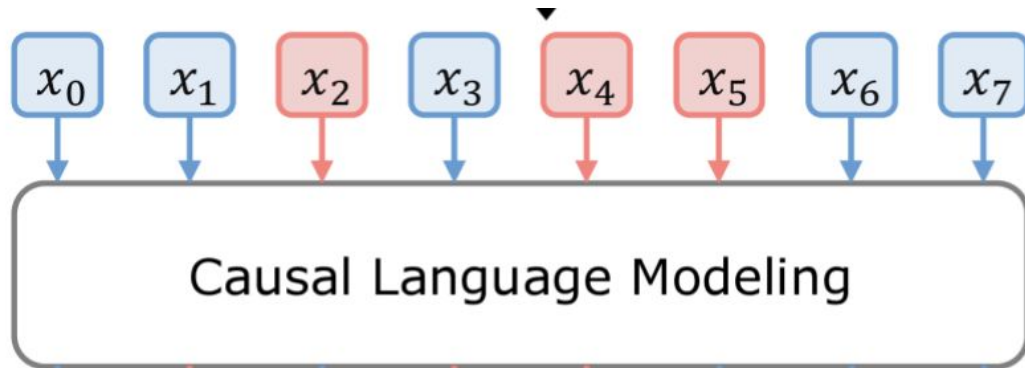 x₀ x₁ x₂ x₃ x₄ x₅ x₆ x₇
Causal Language Modeling